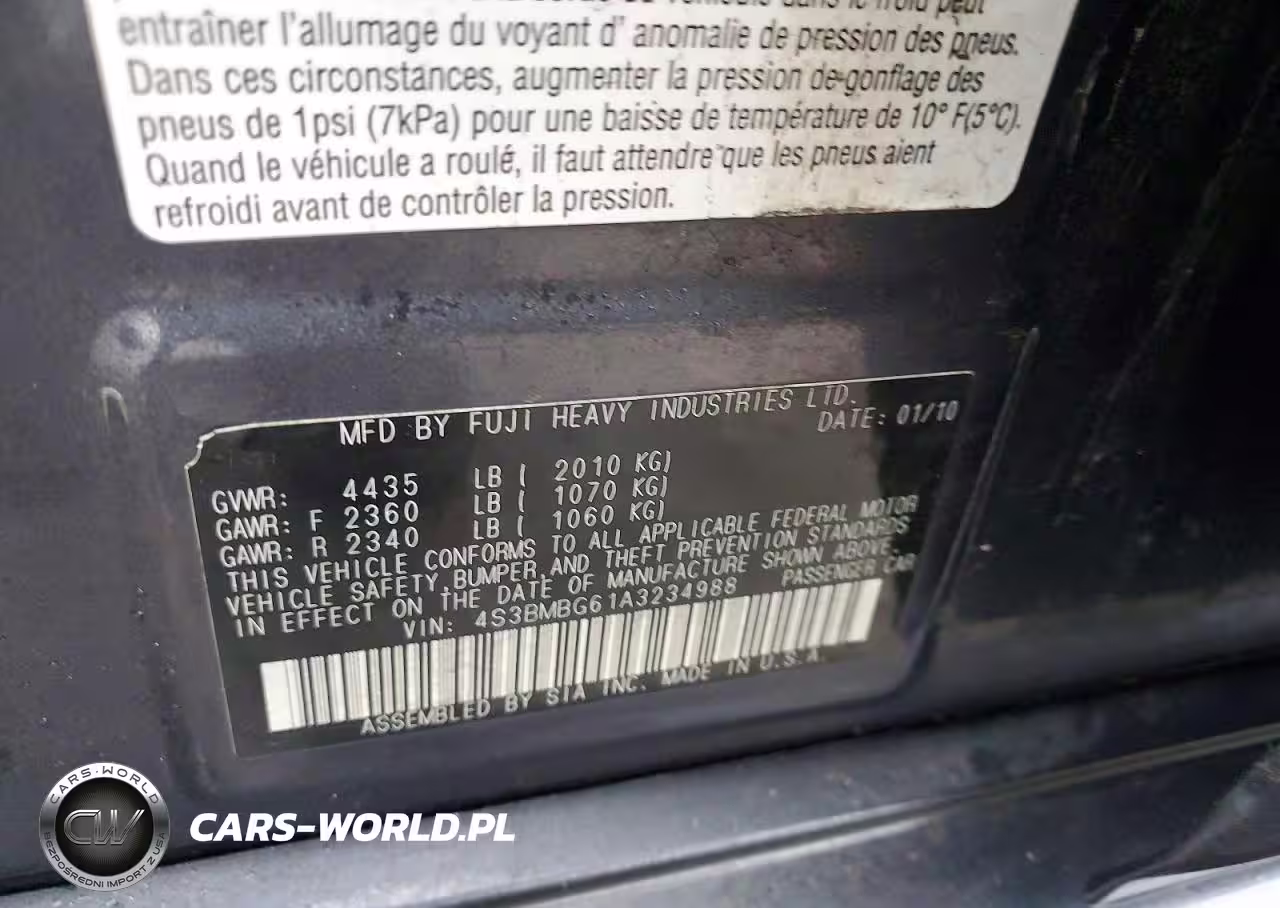 entraîner l'allumage du voyant d' anomalie de pression des pneus.
Dans ces circonstances, augmenter la pression de gonflage des
pneus de 1psi (7kPa) pour une baisse de température de 10° F(5°C).
Quand le véhicule a roulé, il faut attendre que les pneus aient
refroidi avant de contrôler la pression.
MFD BY FUJI HEAVY INDUSTRIES LTD.
DATE: 01/10
GVWR: 4435 LB ( 2010 KG)
GAWR: F 2360 LB ( 1070 KG)
GAWR: R 2340 LB ( 1060 KG)
THIS VEHICLE CONFORMS TO ALL APPLICABLE FEDERAL MOTOR
VEHICLE SAFETY, BUMPER, AND THEFT PREVENTION STANDARDS
IN EFFECT ON THE DATE OF MANUFACTURE SHOWN ABOVE.
VIN: 4S3BMBG61A3234988 PASSENGER CAR
ASSEMBLED BY SIA INC. MADE IN U.S.A.
CARS-WORLD
CW
BEZPOŚREDNI IMPORT Z USA
CARS-WORLD.PL